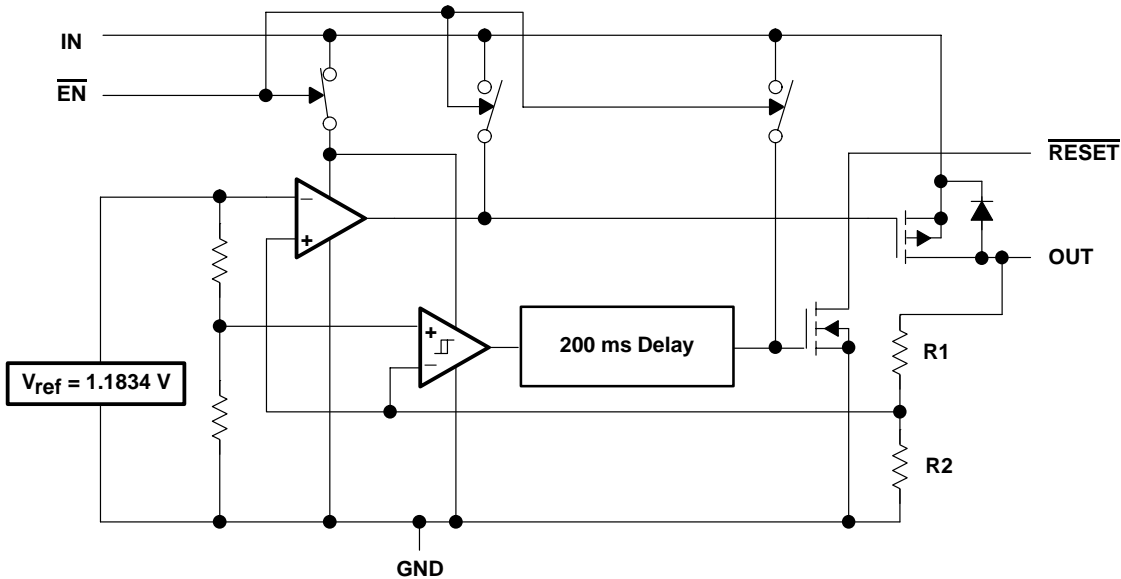 IN
EN
RESET
−
+
OUT
+
−
200 ms Delay
R1
Vref = 1.1834 V
R2
GND